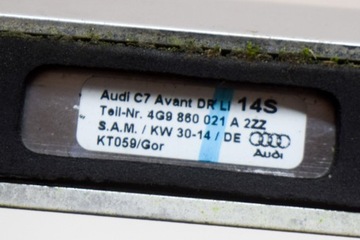 Audi C7 Avant DR LI 14S
Teil-Nr. 4G9 860 021 A 2ZZ
S.A.M. / KW 30-14 / DE
KT059/Gor
Audi